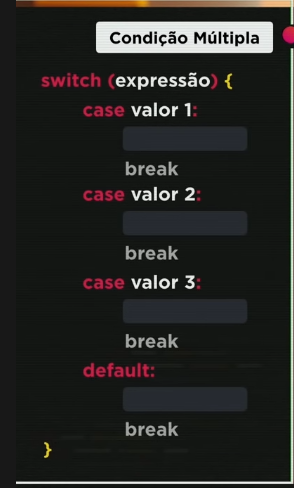 Condição Múltipla
switch (expressão) {
case valor 1:
break
case valor 2:
break
case valor 3:
break
default:
break
}